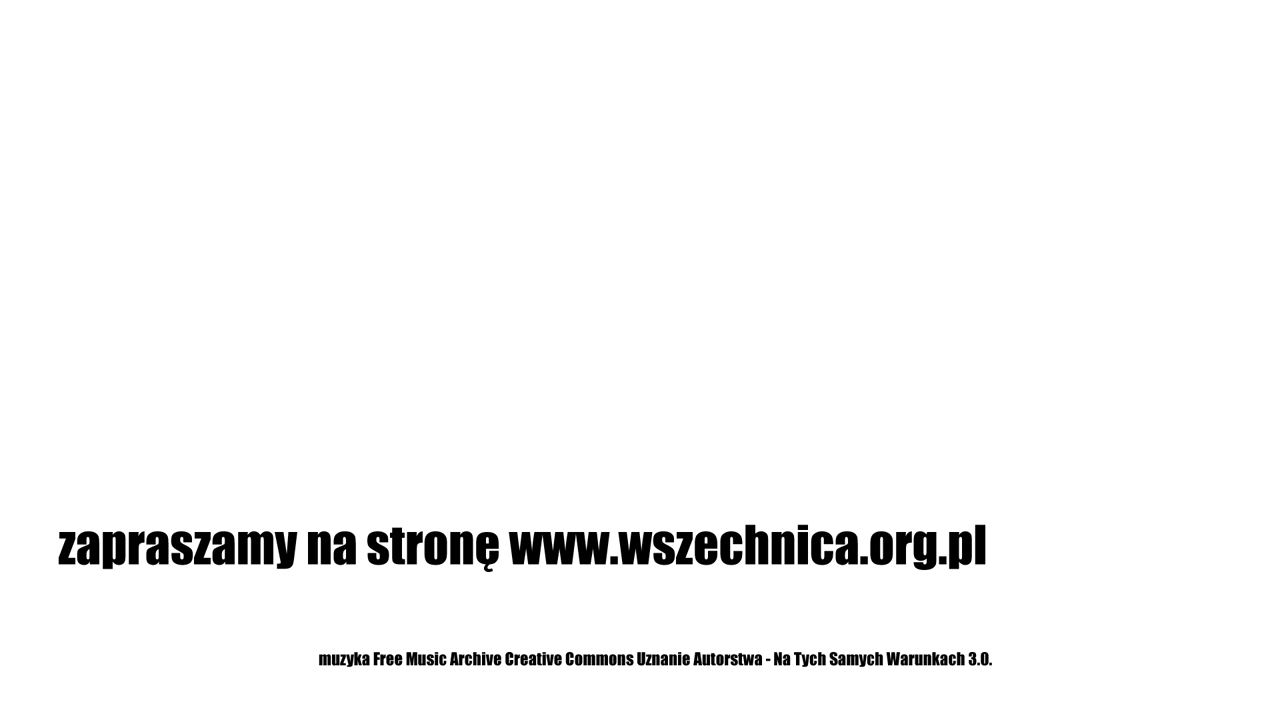 zapraszamy na stronę www.wszechnica.org.pl
muzyka Free Music Archive Creative Commons Uznanie Autorstwa - Na Tych Samych Warunkach 3.0.